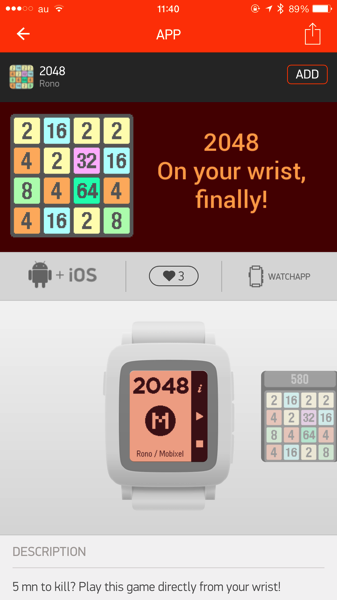 au 11:40 89%
APP
2048
Rono
ADD
2 16 2 2
4 2 32 16
8 4 64 4
4 16 2 8
2048
On your wrist,
finally!
+ iOS
3
WATCHAPP
2048
i
M
Rono / Mobixel
580
2 16 2 2
4 2 32 16
8 4 64 4
4 16 2 8
DESCRIPTION
5 mn to kill? Play this game directly from your wrist!